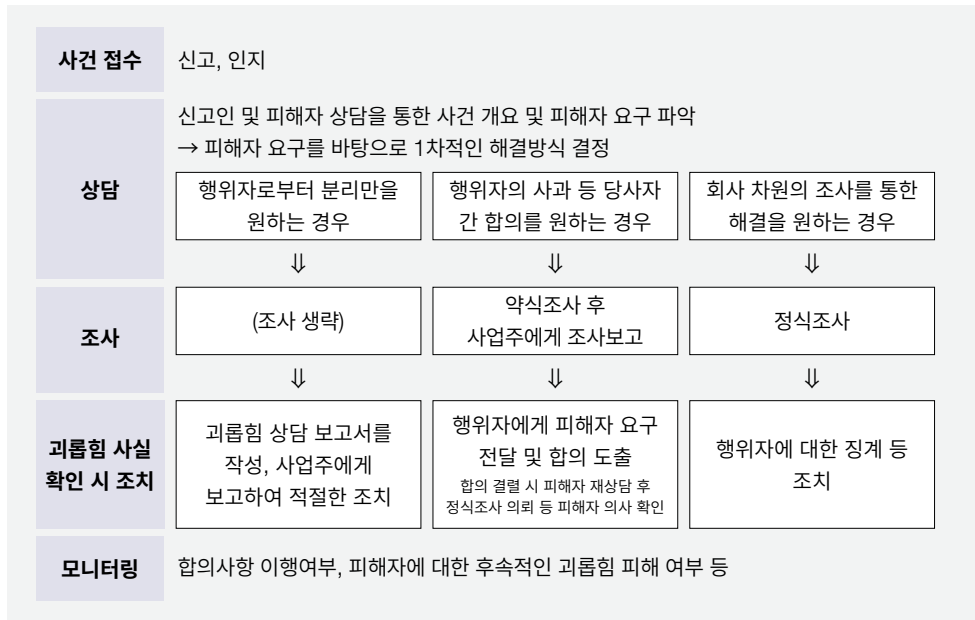 사건 접수
신고, 인지
상담
신고인 및 피해자 상담을 통한 사건 개요 및 피해자 요구 파악
→ 피해자 요구를 바탕으로 1차적인 해결방식 결정
행위자로부터 분리만을
원하는 경우
행위자의 사과 등 당사자
간 합의를 원하는 경우
회사 차원의 조사를 통한
해결을 원하는 경우
⇓ ⇓ ⇓
조사
(조사 생략)
약식조사 후
사업주에게 조사보고
정식조사
⇓ ⇓ ⇓
괴롭힘 사실
확인 시 조치
괴롭힘 상담 보고서를
작성, 사업주에게
보고하여 적절한 조치
행위자에게 피해자 요구
전달 및 합의 도출
합의 결렬 시 피해자 재상담 후
정식조사 의뢰 등 피해자 의사 확인
행위자에 대한 징계 등
조치
모니터링
합의사항 이행여부, 피해자에 대한 후속적인 괴롭힘 피해 여부 등